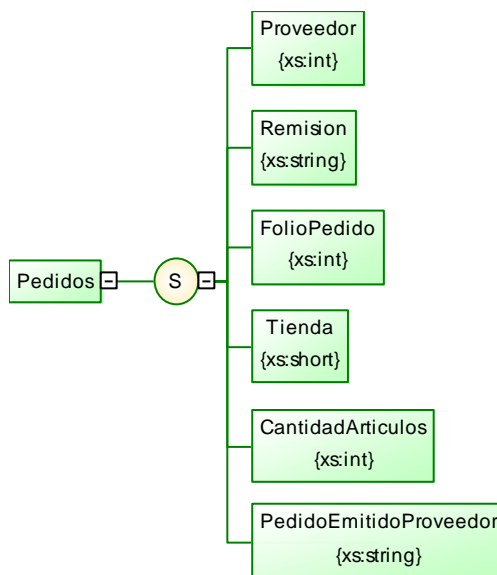 Proveedor
{xs:int}
Remision
{xs:string}
FolioPedido
{xs:int}
Pedidos
S
Tienda
{xs:short}
CantidadArticulos
{xs:int}
PedidoEmitidoProveedor
{xs:string}